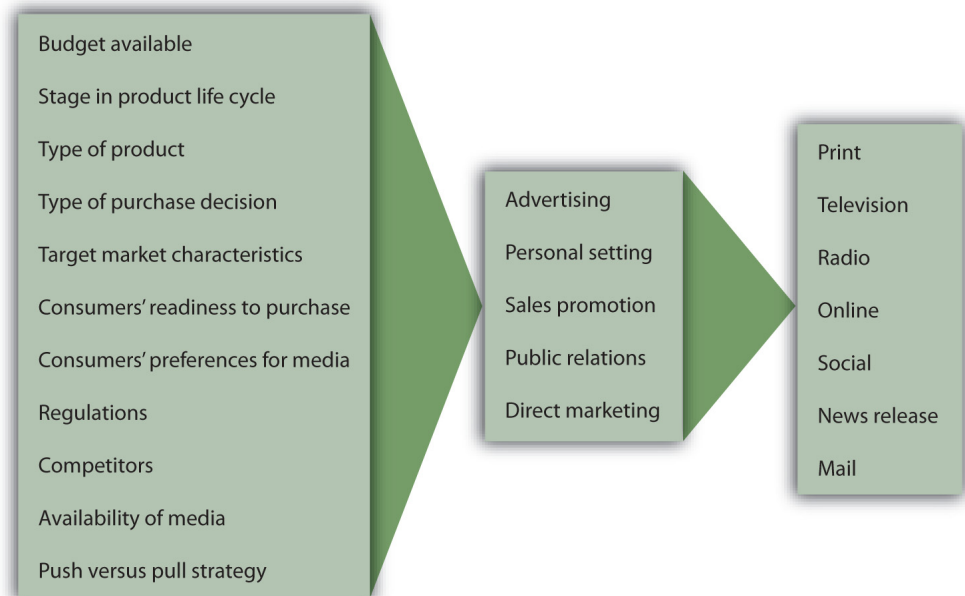 Budget available
Stage in product life cycle
Type of product
Type of purchase decision
Target market characteristics
Consumers’ readiness to purchase
Consumers’ preferences for media
Regulations
Competitors
Availability of media
Push versus pull strategy
Advertising
Personal setting
Sales promotion
Public relations
Direct marketing
Print
Television
Radio
Online
Social
News release
Mail